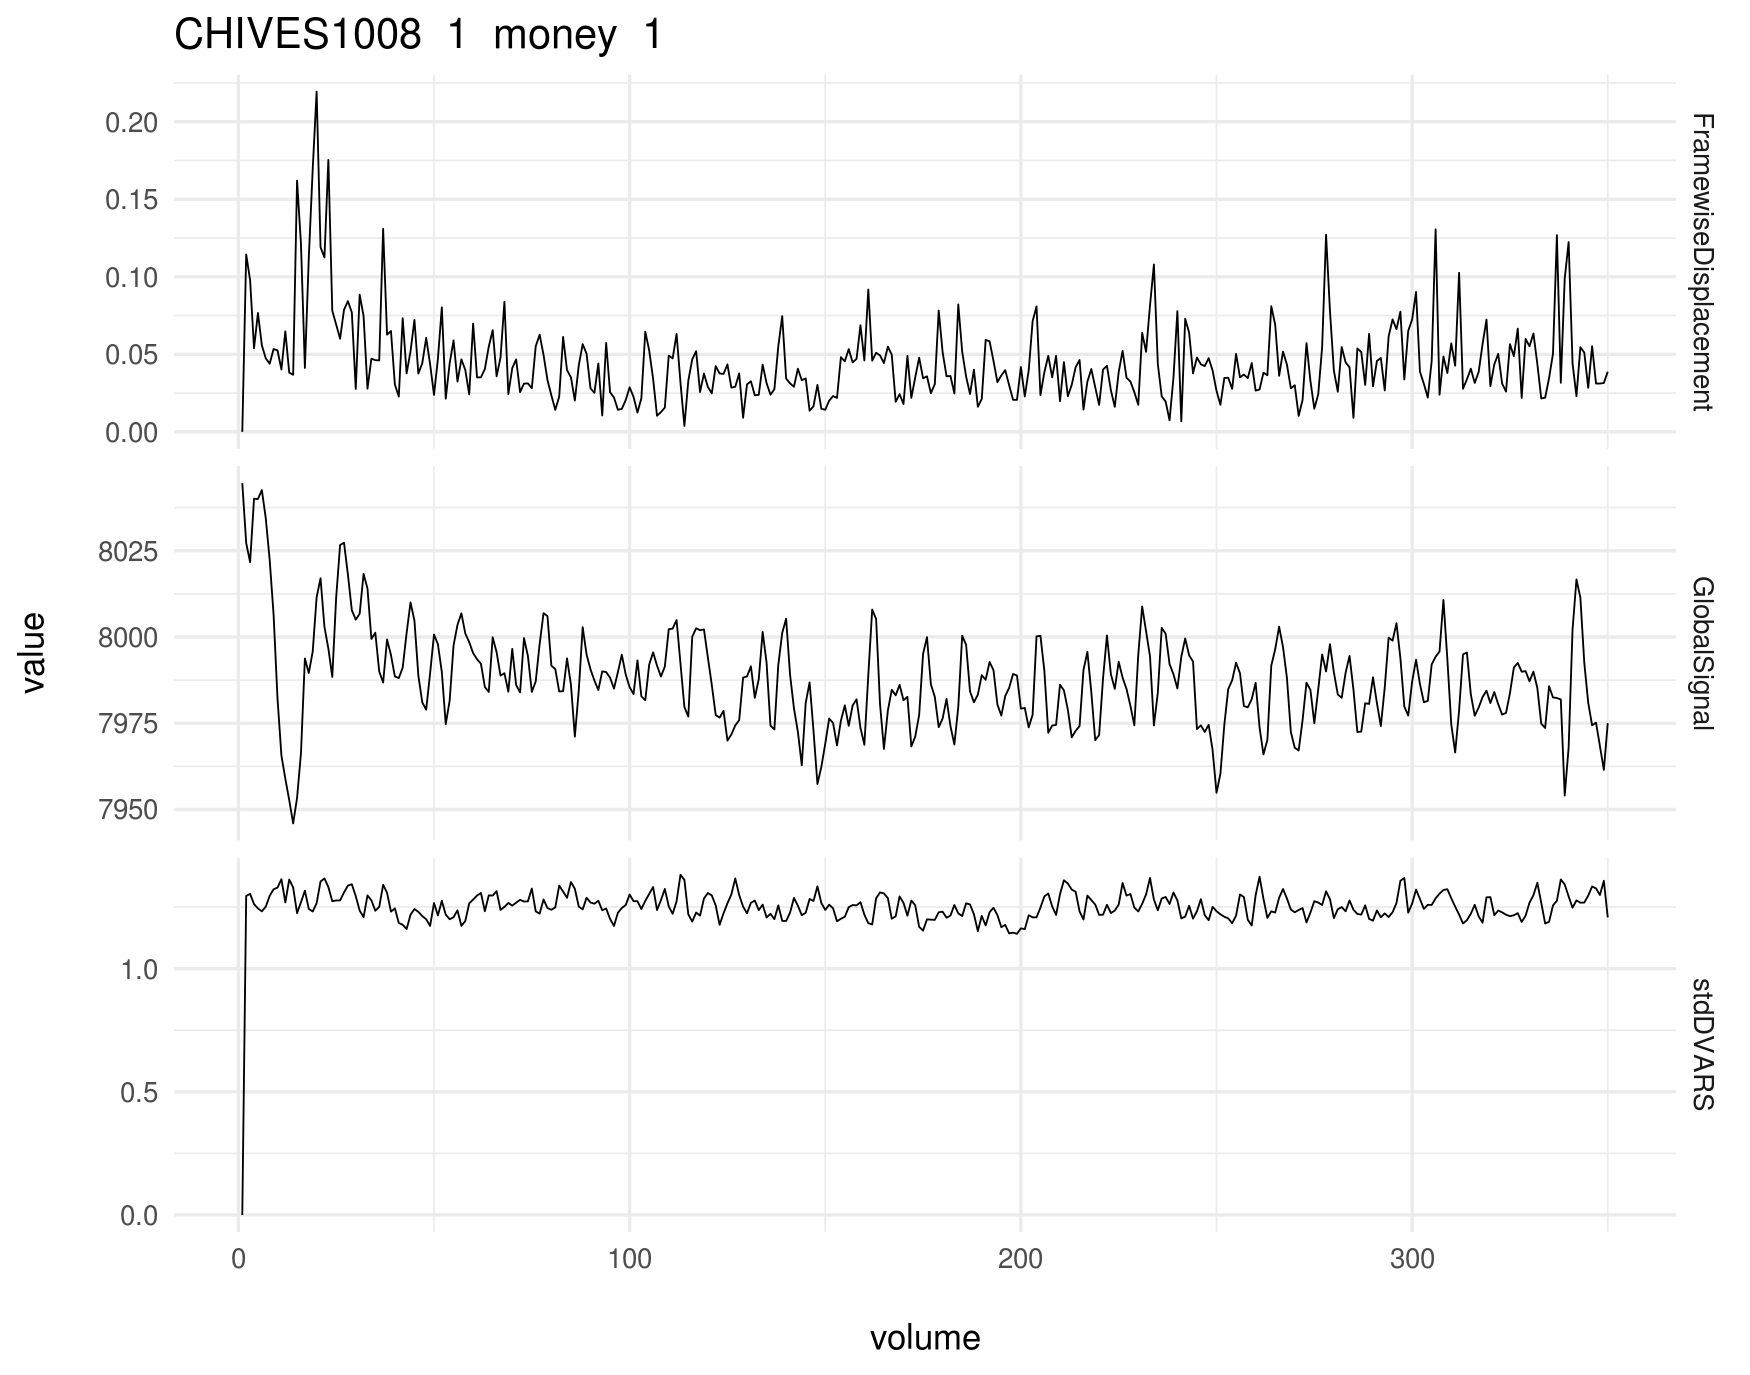 CHIVES1008 1 money 1
0.20
0.15
0.10
0.05
0.00
FramewiseDisplacement
8025
8000
7975
7950
GlobalSignal
1.0
0.5
0.0
stdDVARS
0 100 200 300
volume
value